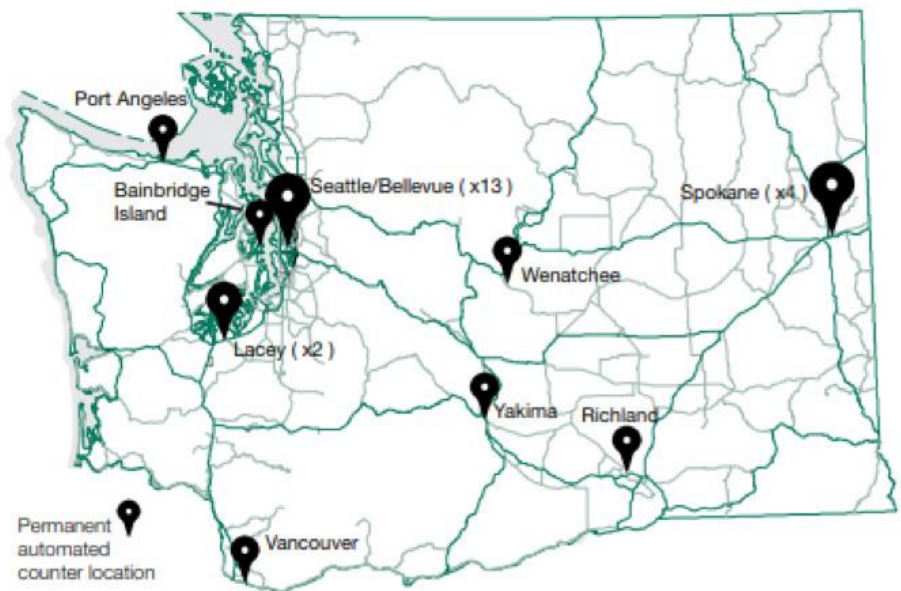 Port Angeles
Bainbridge
Island
Seattle/Bellevue ( x13 )
Spokane ( x4 )
Wenatchee
Lacey ( x2 )
Yakima
Richland
Permanent
automated
counter location
Vancouver